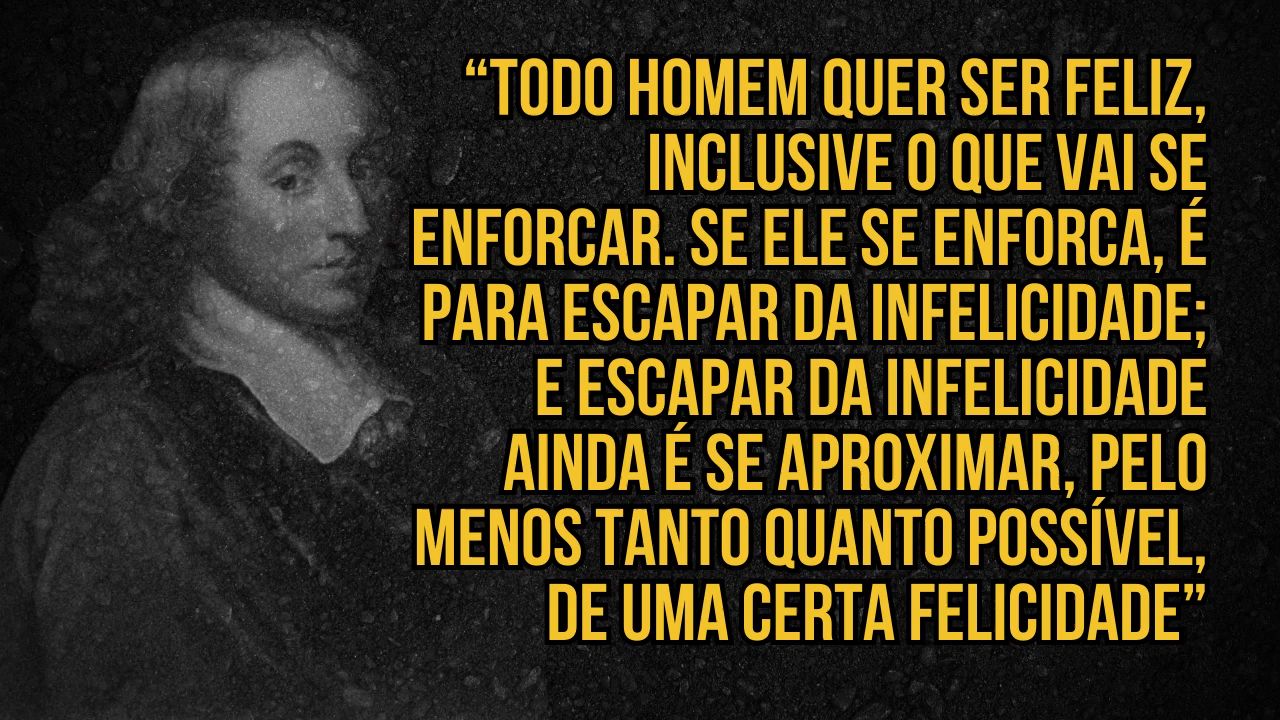 “TODO HOMEM QUER SER FELIZ,
INCLUSIVE O QUE VAI SE
ENFORCAR. SE ELE SE ENFORCA, É
PARA ESCAPAR DA INFELICIDADE;
E ESCAPAR DA INFELICIDADE
AINDA É SE APROXIMAR, PELO
MENOS TANTO QUANTO POSSÍVEL,
DE UMA CERTA FELICIDADE”